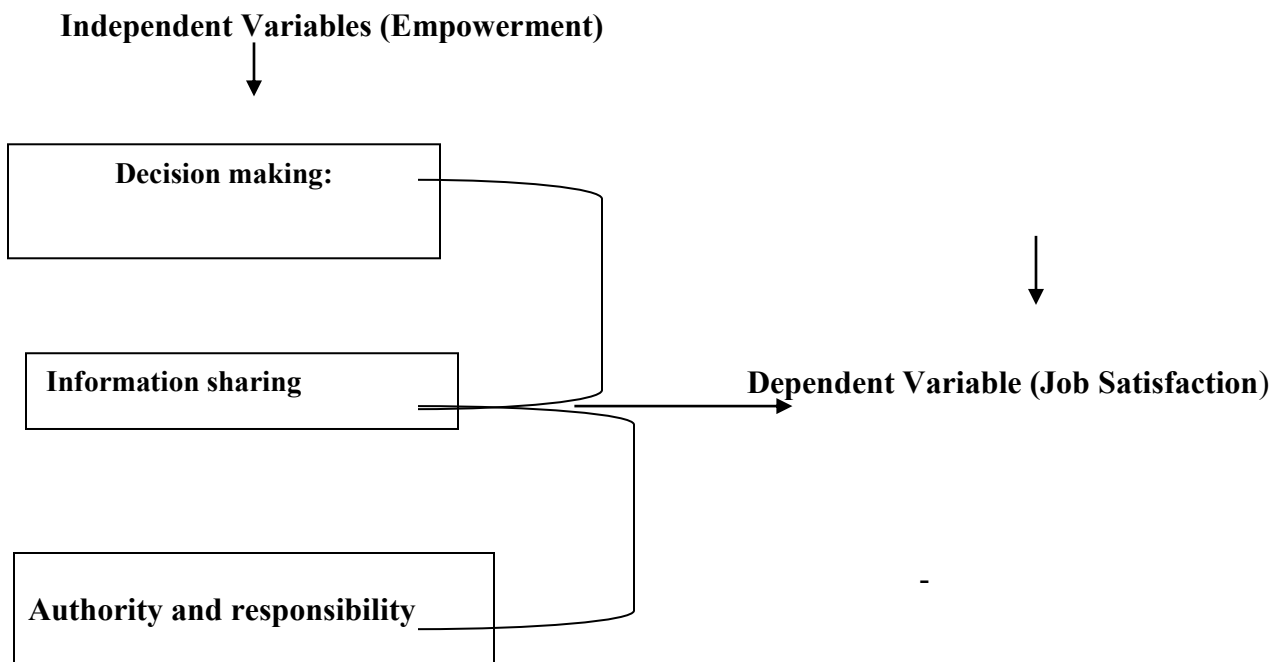 Independent Variables (Empowerment)
Decision making:
Information sharing
Dependent Variable (Job Satisfaction)
-
Authority and responsibility